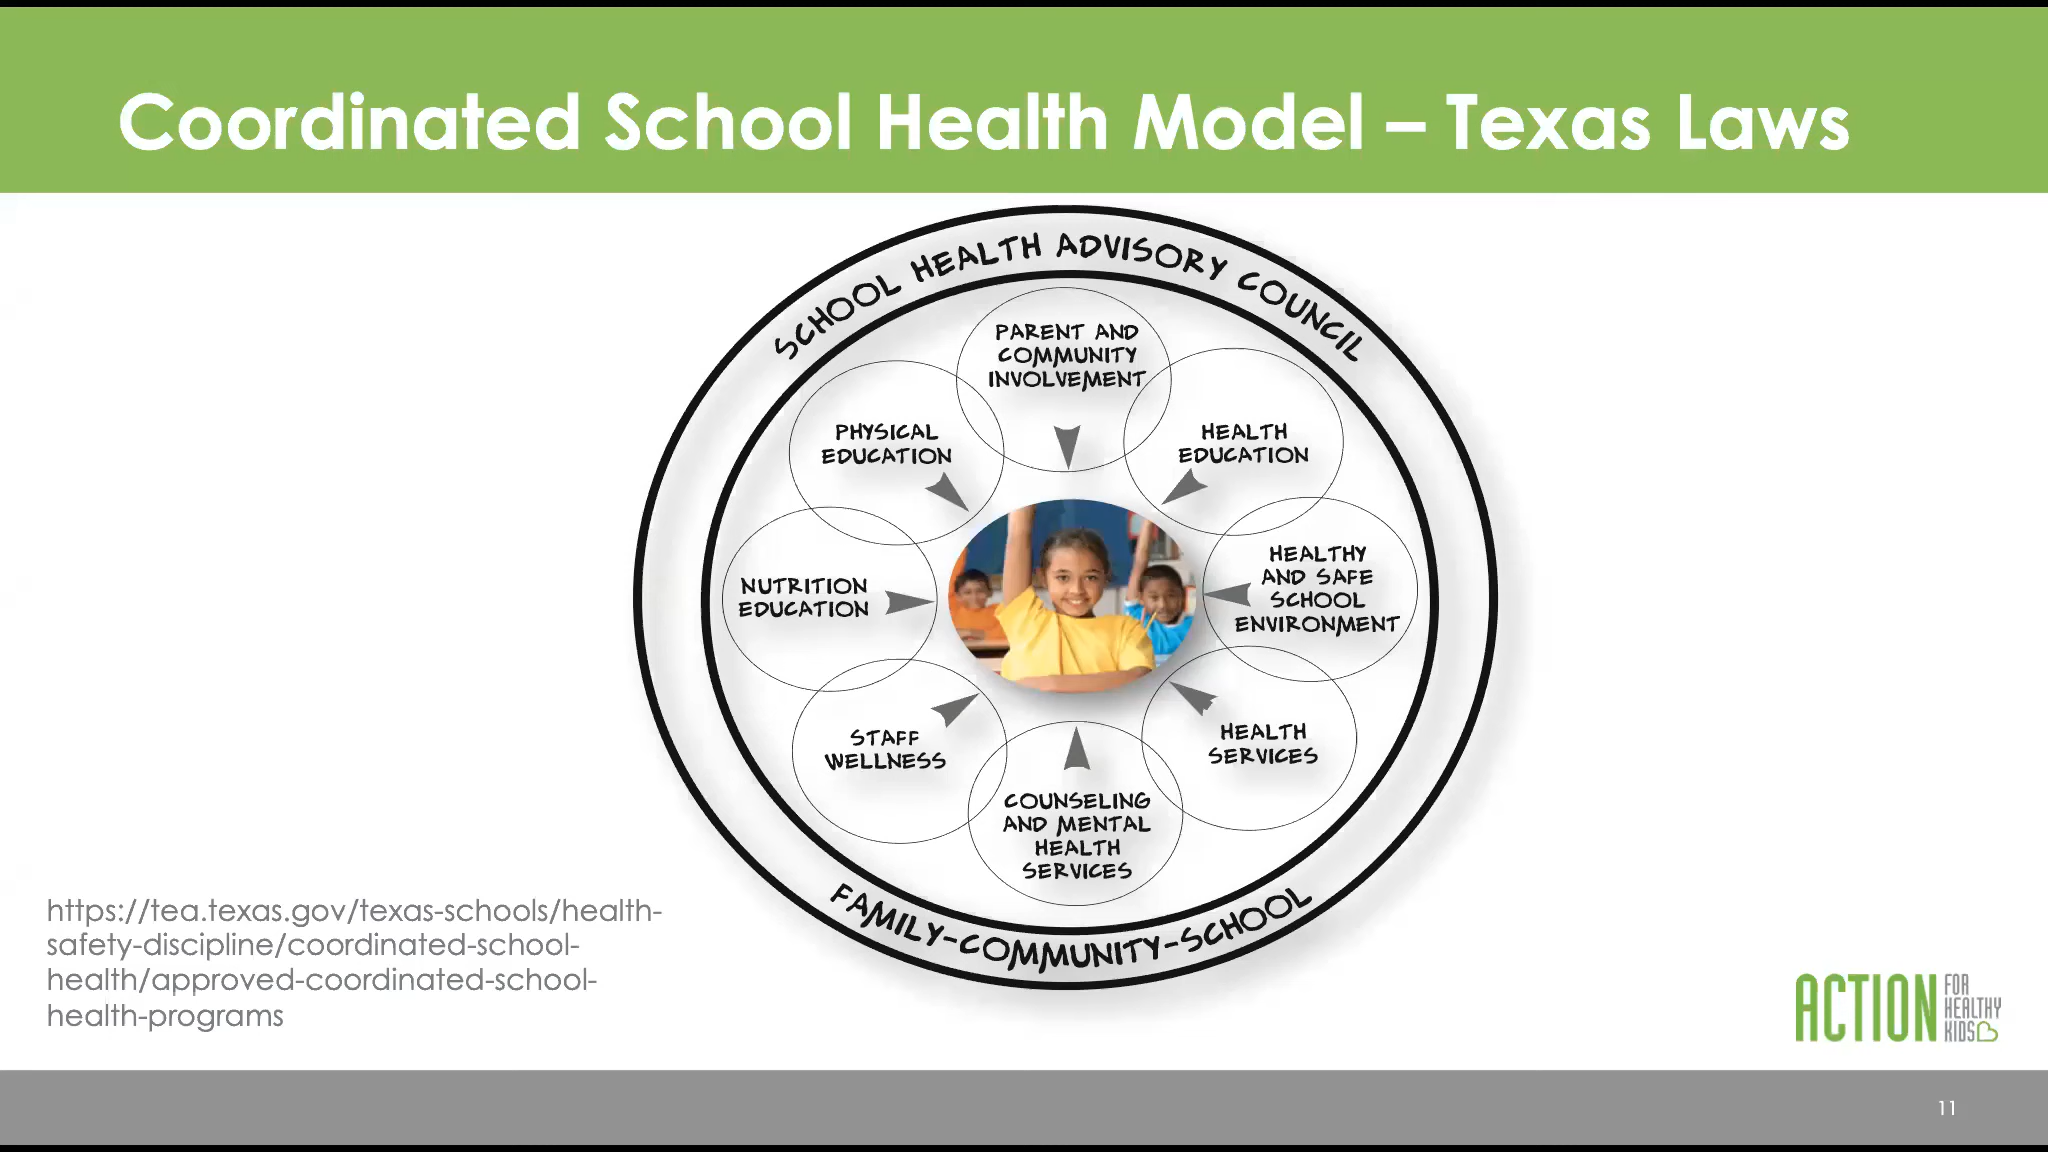 Coordinated School Health Model – Texas Laws
SCHOOL HEALTH ADVISORY COUNCIL
PARENT AND
COMMUNITY
INVOLVEMENT
PHYSICAL
EDUCATION
HEALTH
EDUCATION
NUTRITION
EDUCATION
HEALTHY
AND SAFE
SCHOOL
ENVIRONMENT
STAFF
WELLNESS
HEALTH
SERVICES
COUNSELING
AND MENTAL
HEALTH
SERVICES
FAMILY-COMMUNITY-SCHOOL
https://tea.texas.gov/texas-schools/health-
safety-discipline/coordinated-school-
health/approved-coordinated-school-
health-programs
ACTION
FOR
HEALTHY
KIDS
11